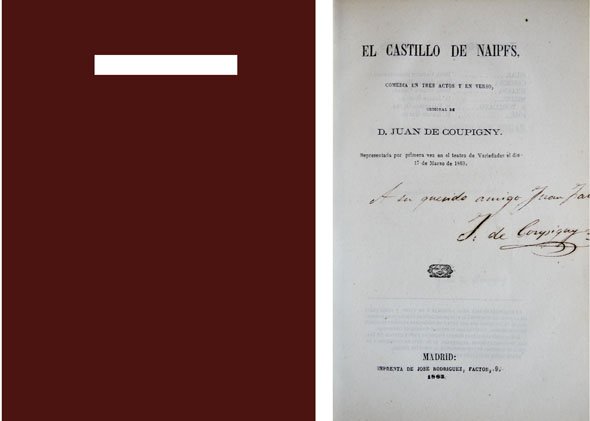 EL CASTILLO DE NAIPFS,
COMEDIA EN TRES ACTOS Y EN VERSO,
ORIGINAL DE
D. JUAN DE COUPIGNY.
Representada por primera vez en el teatro de Variedades el dia
17 de Marzo de 1863.
A su querido amigo Juan
J. de Coupigny
MADRID:
IMPRENTA DE JOSÉ RODRIGUEZ, FACTOR, 9.
1863.